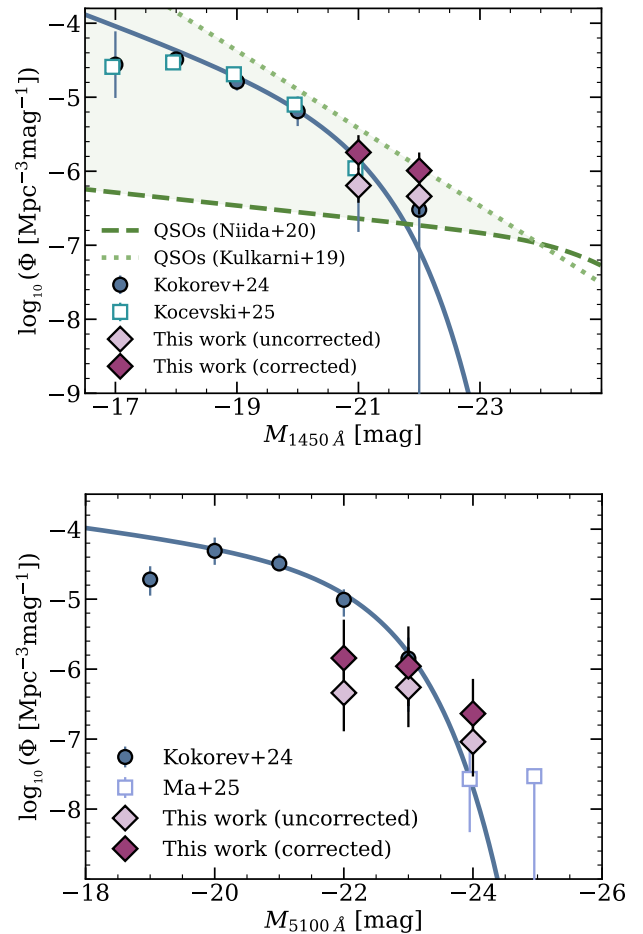 −4
−5
−6
−7
−8
−9
log₁₀(Φ [Mpc⁻³mag⁻¹])
QSOs (Niida+20)
QSOs (Kulkarni+19)
Kokorev+24
Kocevski+25
This work (uncorrected)
This work (corrected)
−17 −19 −21 −23
M₁₄₅₀ Å [mag]
−4
−5
−6
−7
−8
log₁₀(Φ [Mpc⁻³mag⁻¹])
Kokorev+24
Ma+25
This work (uncorrected)
This work (corrected)
−18 −20 −22 −24 −26
M₅₁₀₀ Å [mag]